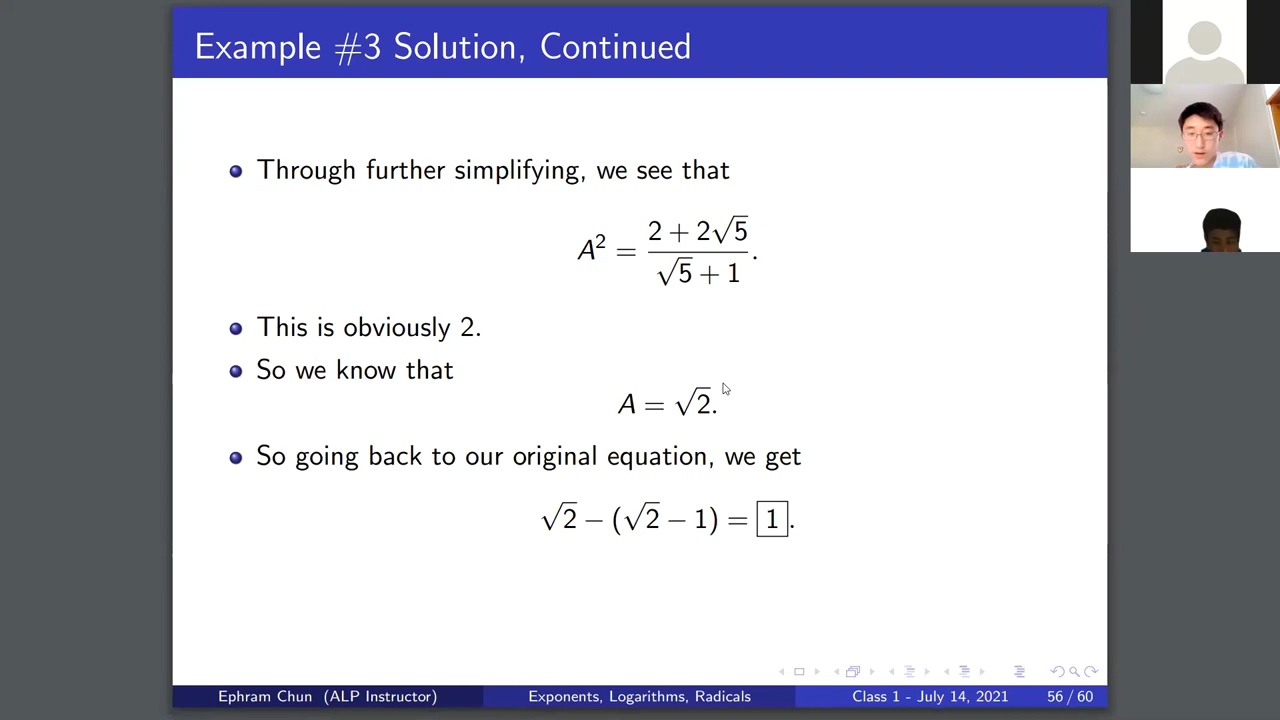 Example #3 Solution, Continued
Through further simplifying, we see that
A² = (2 + 2√5) / (√5 + 1).
This is obviously 2.
So we know that
A = √2.
So going back to our original equation, we get
√2 − (√2 − 1) = 1.
Ephram Chun (ALP Instructor) Exponents, Logarithms, Radicals Class 1 - July 14, 2021 56 / 60